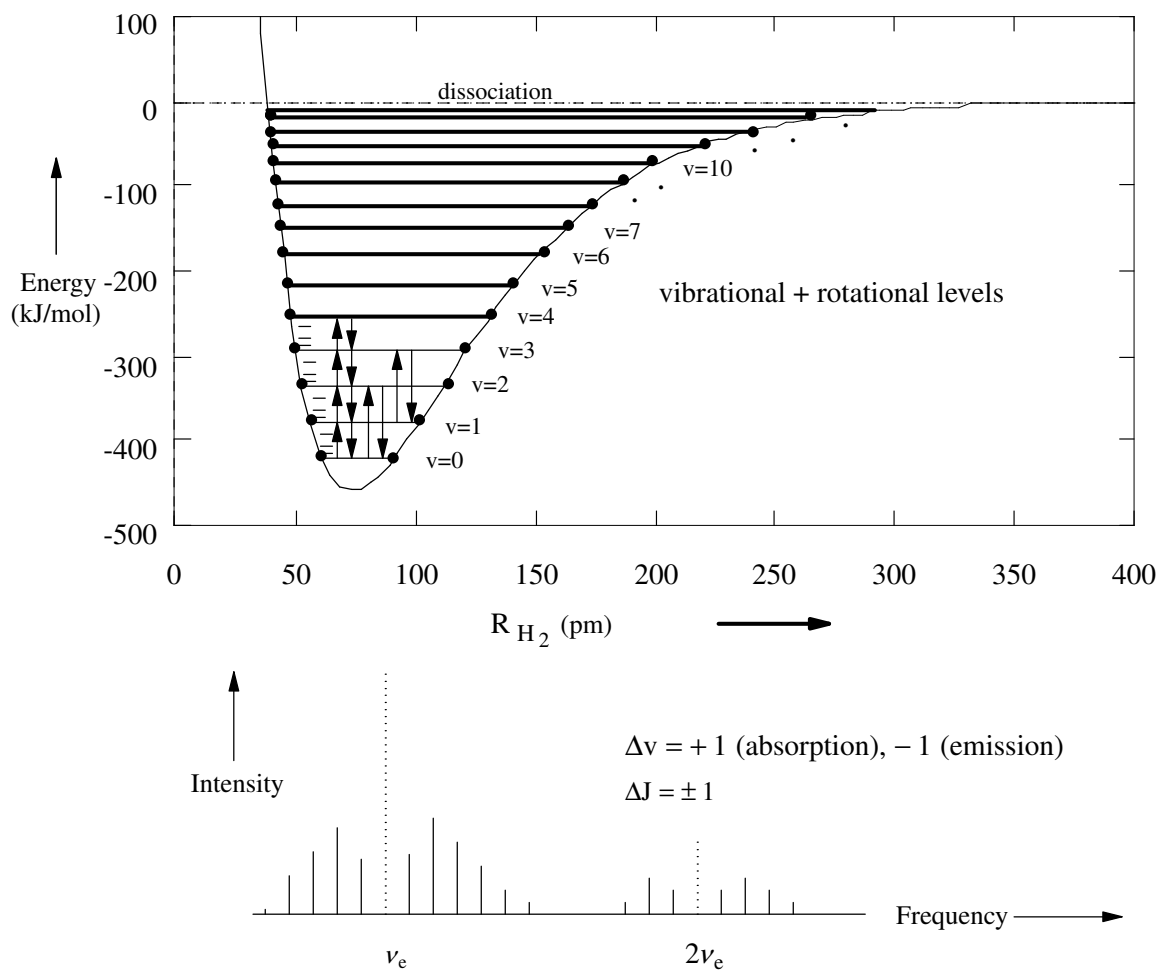 100
dissociation
0
v=10
-100
v=7
v=6
Energy
(kJ/mol)
-200
v=5
vibrational + rotational levels
v=4
-300
v=3
v=2
-400
v=1
v=0
-500
0 50 100 150 200 250 300 350 400
R H 2 (pm)
Δv = + 1 (absorption), − 1 (emission)
Intensity
ΔJ = ± 1
Frequency
νe 2νe